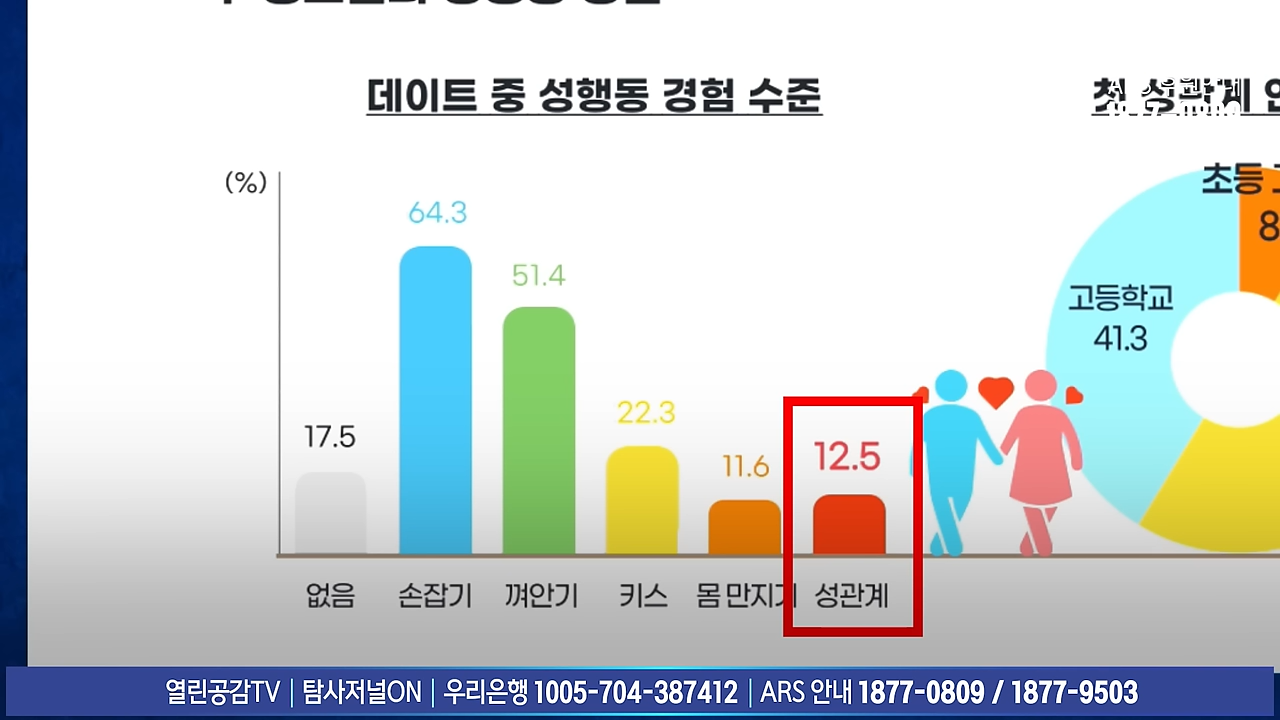 데이트 중 성행동 경험 수준
(%)
17.5
64.3
51.4
22.3
11.6
12.5
없음
손잡기
껴안기
키스
몸 만지기
성관계
초등
8
고등학교
41.3
열린공감TV | 탐사저널ON | 우리은행 1005-704-387412 | ARS 안내 1877-0809 / 1877-9503